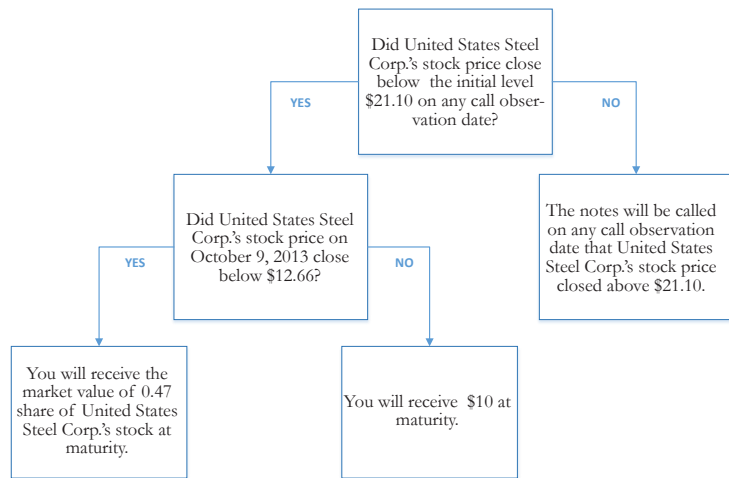 Did United States Steel
Corp.'s stock price close
below the initial level
$21.10 on any call obser-
vation date?
YES
NO
Did United States Steel
Corp.'s stock price on
October 9, 2013 close
below $12.66?
The notes will be called
on any call observation
date that United States
Steel Corp.'s stock price
closed above $21.10.
YES
NO
You will receive the
market value of 0.47
share of United States
Steel Corp.'s stock at
maturity.
You will receive $10 at
maturity.